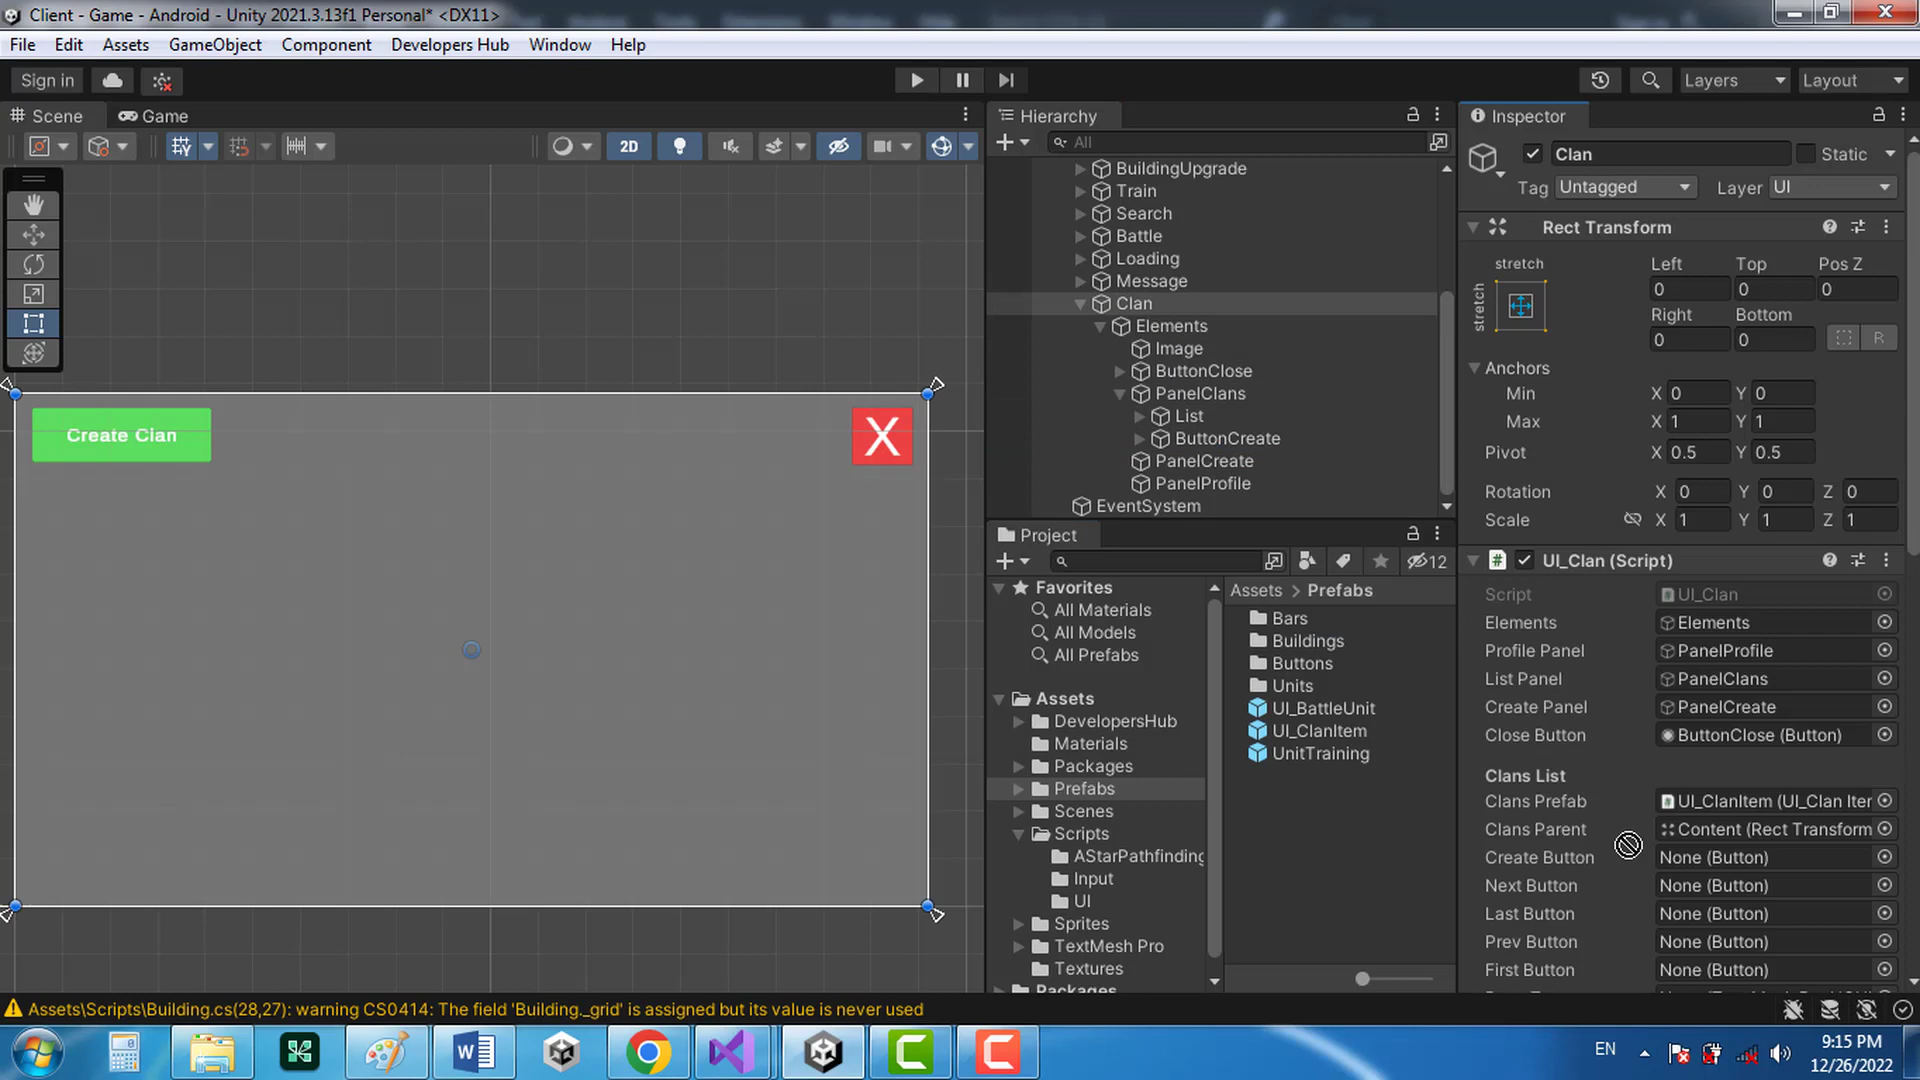 Client - Game - Android - Unity 2021.3.13f1 Personal* <DX11>
File Edit Assets GameObject Component Developers Hub Window Help
Sign in
Layers
Layout
Scene
Game
2D
Hierarchy
All
BuildingUpgrade
Train
Search
Battle
Loading
Message
Clan
Elements
Image
ButtonClose
PanelClans
List
ButtonCreate
PanelCreate
PanelProfile
EventSystem
Create Clan
X
Project
12
Favorites
All Materials
All Models
All Prefabs
Assets
DevelopersHub
Materials
Packages
Prefabs
Scenes
Scripts
AStarPathfinding
Input
UI
Sprites
TextMesh Pro
Textures
Packages
Assets > Prefabs
Bars
Buildings
Buttons
Units
UI_BattleUnit
UI_ClanItem
UnitTraining
Inspector
Clan
Static
Tag Untagged Layer UI
Rect Transform
stretch
stretch
Left Top Pos Z
0 0 0
Right Bottom
0 0
R
Anchors
Min X 0 Y 0
Max X 1 Y 1
Pivot X 0.5 Y 0.5
Rotation X 0 Y 0 Z 0
Scale X 1 Y 1 Z 1
UI_Clan (Script)
Script UI_Clan
Elements Elements
Profile Panel PanelProfile
List Panel PanelClans
Create Panel PanelCreate
Close Button ButtonClose (Button)
Clans List
Clans Prefab UI_ClanItem (UI_Clan Iter
Clans Parent Content (Rect Transform
Create Button None (Button)
Next Button None (Button)
Last Button None (Button)
Prev Button None (Button)
First Button None (Button)
Assets\Scripts\Building.cs(28,27): warning CS0414: The field 'Building._grid' is assigned but its value is never used
EN
9:15 PM
12/26/2022